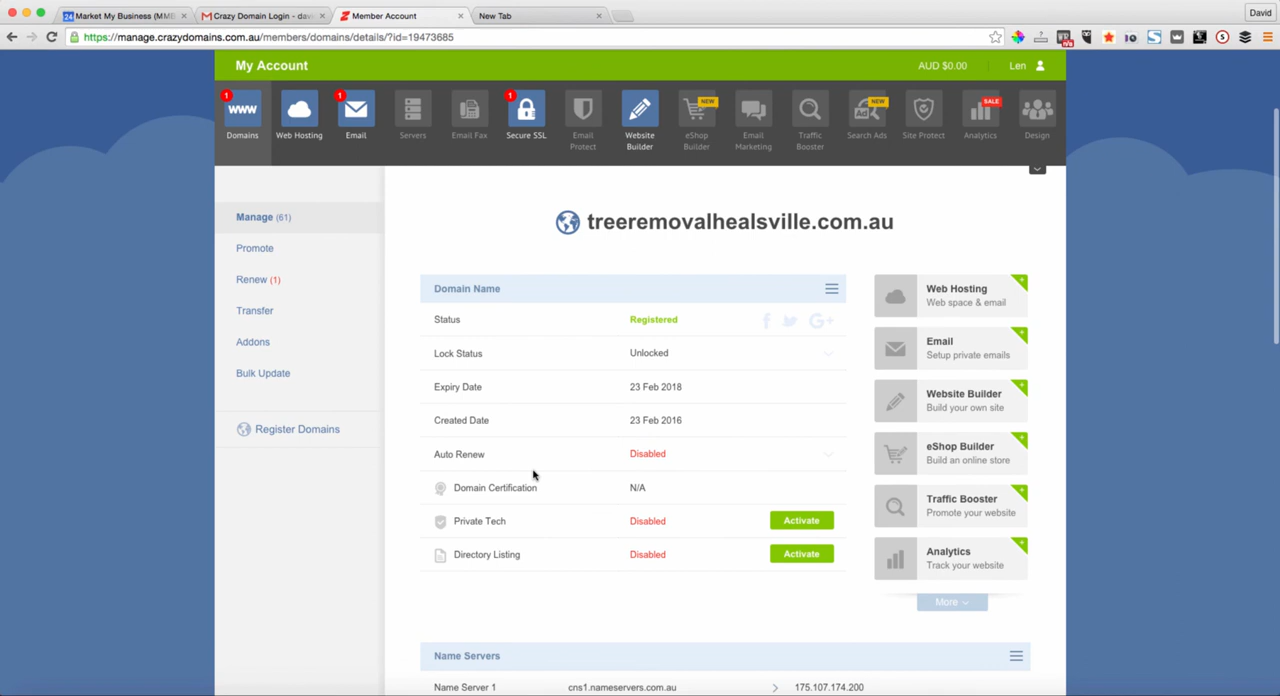 Market My Business (MMB
Crazy Domain Login - dav
Member Account
New Tab
David
https://manage.crazydomains.com.au/members/domains/details/?id=19473685
n/a
My Account
AUD $0.00
Len
1
www
Domains
Web Hosting
1
Email
Servers
Email Fax
1
Secure SSL
Email
Protect
Website
Builder
NEW
eShop
Builder
Email
Marketing
Traffic
Booster
NEW
Ad
Search Ads
Site Protect
SALE
Analytics
Design
Manage (61)
Promote
Renew (1)
Transfer
Addons
Bulk Update
Register Domains
treeremovalhealsville.com.au
Domain Name
Status Registered
Lock Status Unlocked
Expiry Date 23 Feb 2018
Created Date 23 Feb 2016
Auto Renew Disabled
Domain Certification N/A
Private Tech Disabled Activate
Directory Listing Disabled Activate
Web Hosting
Web space & email
Email
Setup private emails
Website Builder
Build your own site
eShop Builder
Build an online store
Traffic Booster
Promote your website
Analytics
Track your website
More
Name Servers
Name Server 1 cns1.nameservers.com.au 175.107.174.200